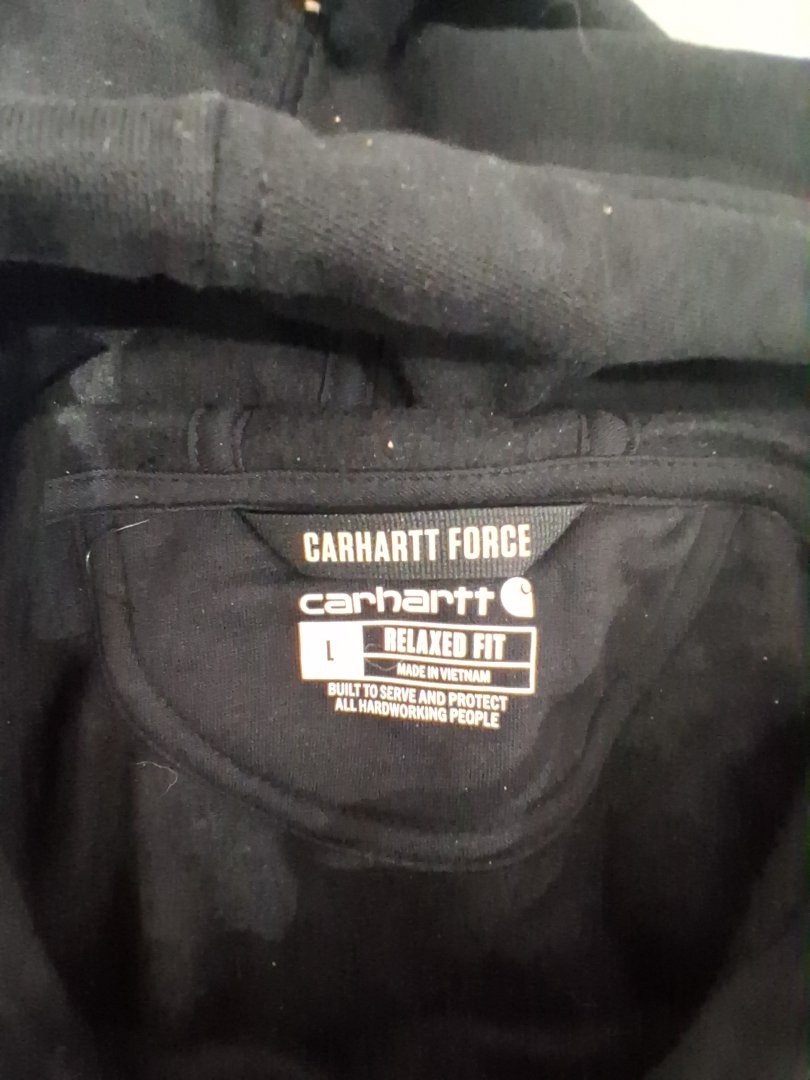 CARHARTT FORCE
carhartt
L RELAXED FIT
MADE IN VIETNAM
BUILT TO SERVE AND PROTECT
ALL HARDWORKING PEOPLE